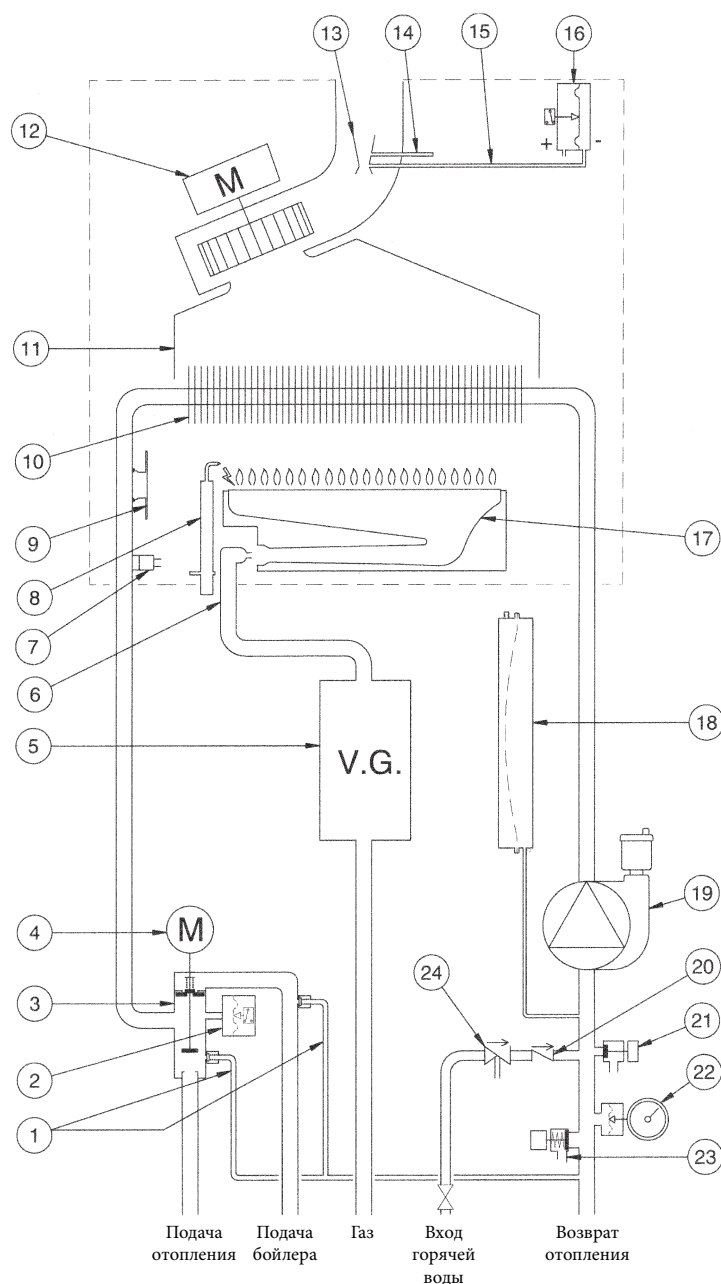 13
14
15
16
12
M
+
-
11
10
9
8
17
7
6
5
V.G.
18
19
4
M
3
24
20
2
21
22
1
23
Подача
отопления
Подача
бойлера
Газ
Вход
горячей
воды
Возврат
отопления